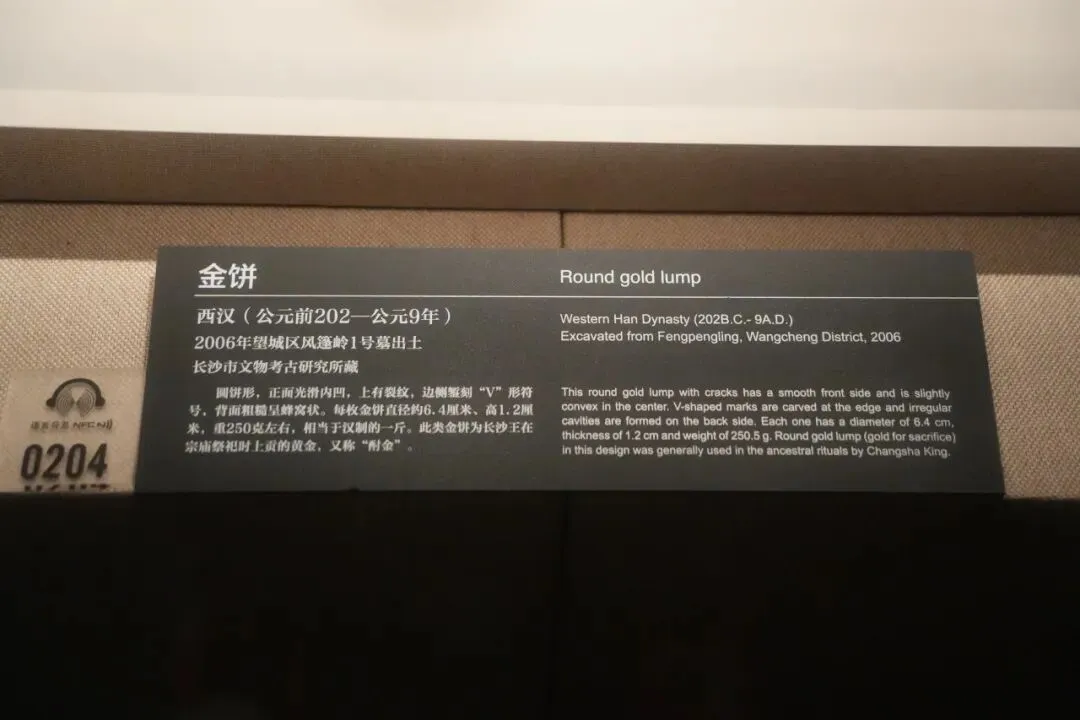 金饼
西汉（公元前202—公元9年）
2006年望城区风篷岭1号墓出土
长沙市文物考古研究所藏
圆饼形，正面光滑内凹，上有裂纹，边侧錾刻“V”形符
号，背面粗糙呈蜂窝状。每枚金饼直径约6.4厘米、高1.2厘
米，重250克左右，相当于汉制的一斤。此类金饼为长沙王在
宗庙祭祀时上贡的黄金，又称“酎金”。
Round gold lump
Western Han Dynasty (202B.C.- 9A.D.)
Excavated from Fengpengling, Wangcheng District, 2006
This round gold lump with cracks has a smooth front side and is slightly
convex in the center. V-shaped marks are carved at the edge and irregular
cavities are formed on the back side. Each one has a diameter of 6.4 cm,
thickness of 1.2 cm and weight of 250.5 g. Round gold lump (gold for sacrifice)
in this design was generally used in the ancestral rituals by Changsha King.
NFC
0204